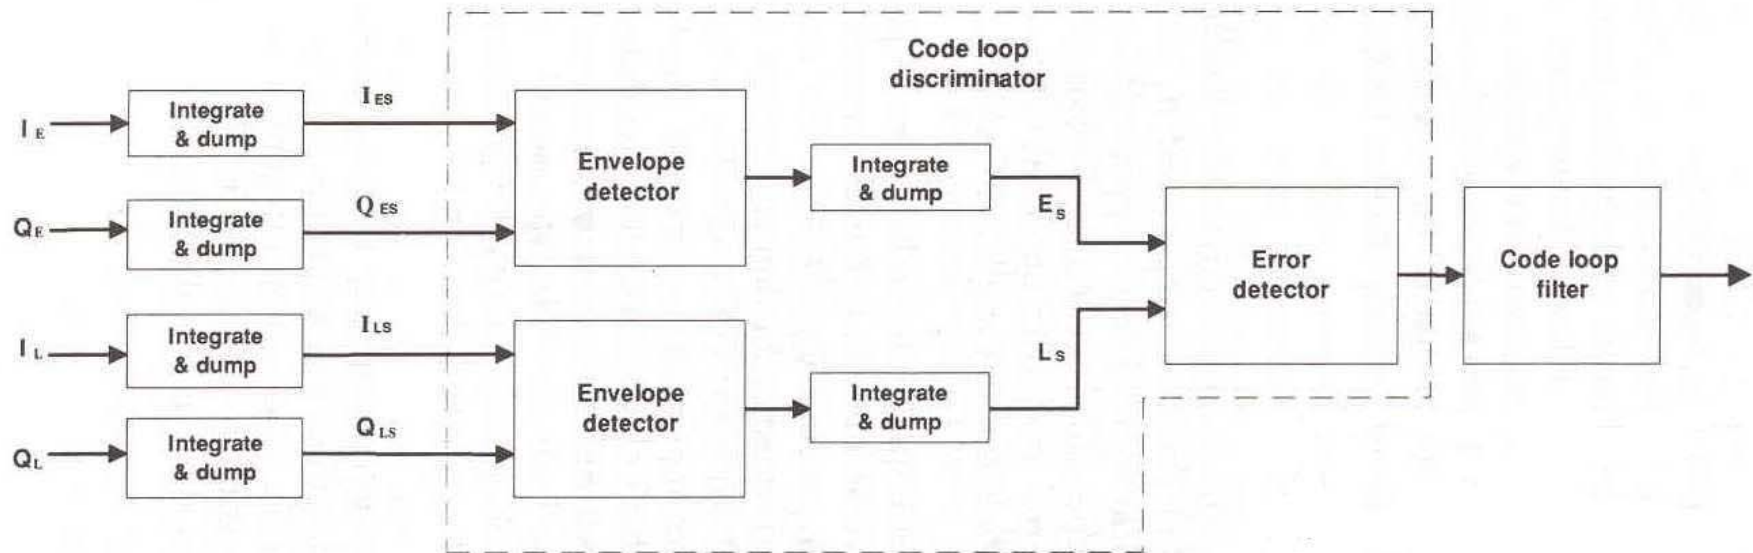 Code loop
discriminator
I E
Integrate
& dump
I ES
Envelope
detector
Integrate
& dump
Q E
Integrate
& dump
Q ES
E s
Error
detector
Code loop
filter
I L
Integrate
& dump
I LS
Envelope
detector
Integrate
& dump
L s
Q L
Integrate
& dump
Q LS